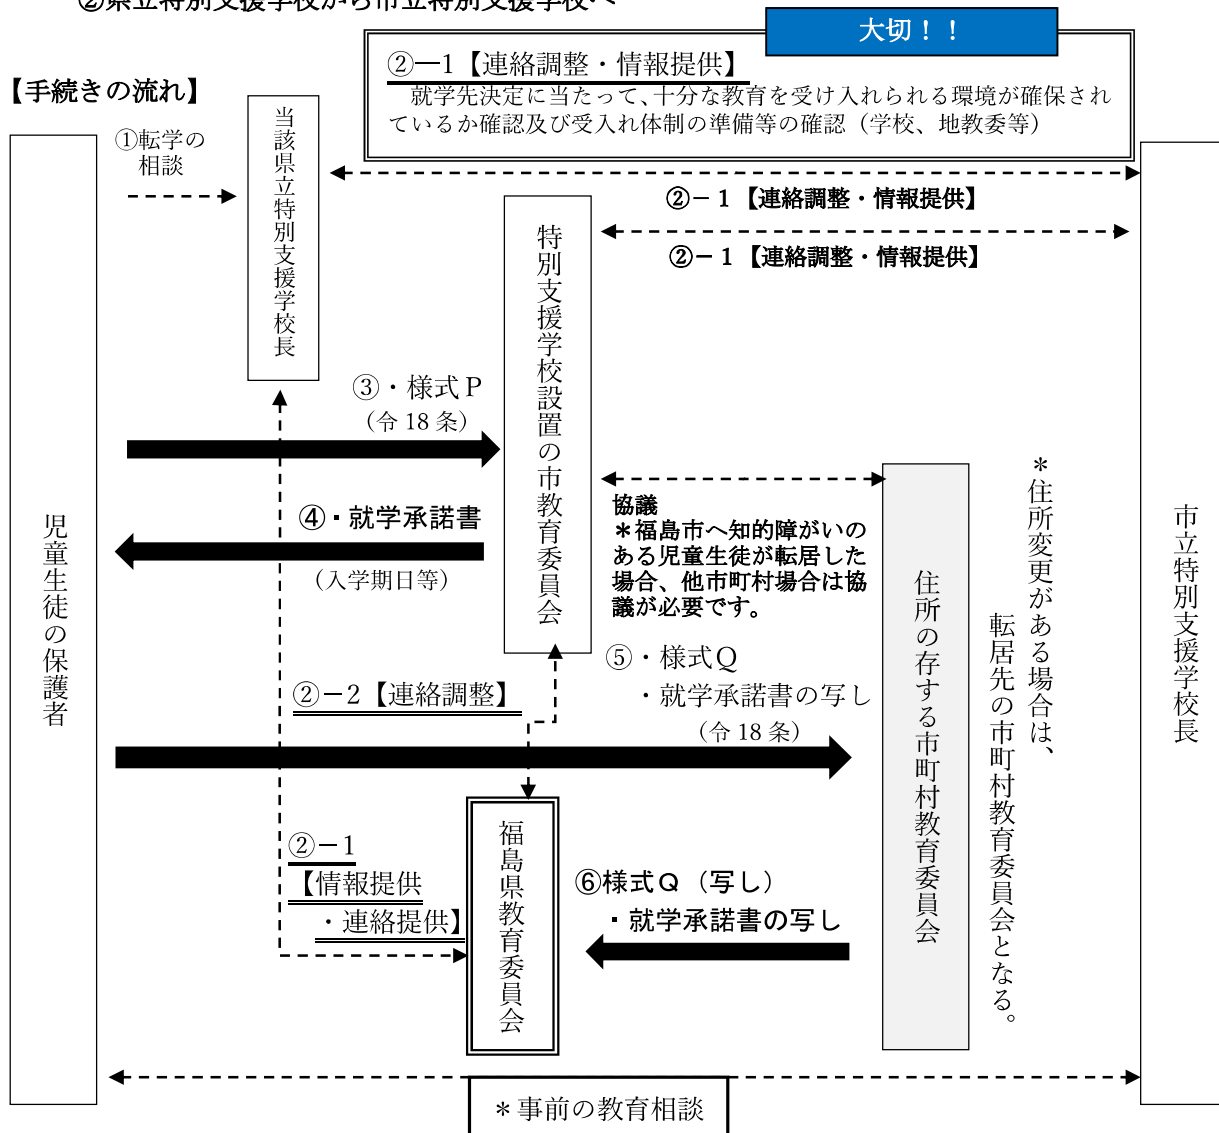 ②県立特別支援学校から市立特別支援学校へ
大切！！
②－1【連絡調整・情報提供】
就学先決定に当たって、十分な教育を受け入れられる環境が確保され
ているか確認及び受入れ体制の準備等の確認（学校、地教委等）
【手続きの流れ】
①転学の
相談
当該県立特別支援学校長
②－１【連絡調整・情報提供】
②－１【連絡調整・情報提供】
特別支援学校設置の市教育委員会
③・様式Ｐ
（令 18 条）
④・就学承諾書
（入学期日等）
児童生徒の保護者
協議
＊福島市へ知的障がいの
ある児童生徒が転居した
場合、他市町村場合は協
議が必要です。
住所の存する市町村教育委員会
＊住所変更がある場合は、
転居先の市町村教育委員会となる。
市立特別支援学校長
⑤・様式Ｑ
・就学承諾書の写し
（令 18 条）
②－２【連絡調整】
②－１
【情報提供
・連絡提供】
福島県教育委員会
⑥様式Ｑ（写し）
・就学承諾書の写し
＊事前の教育相談